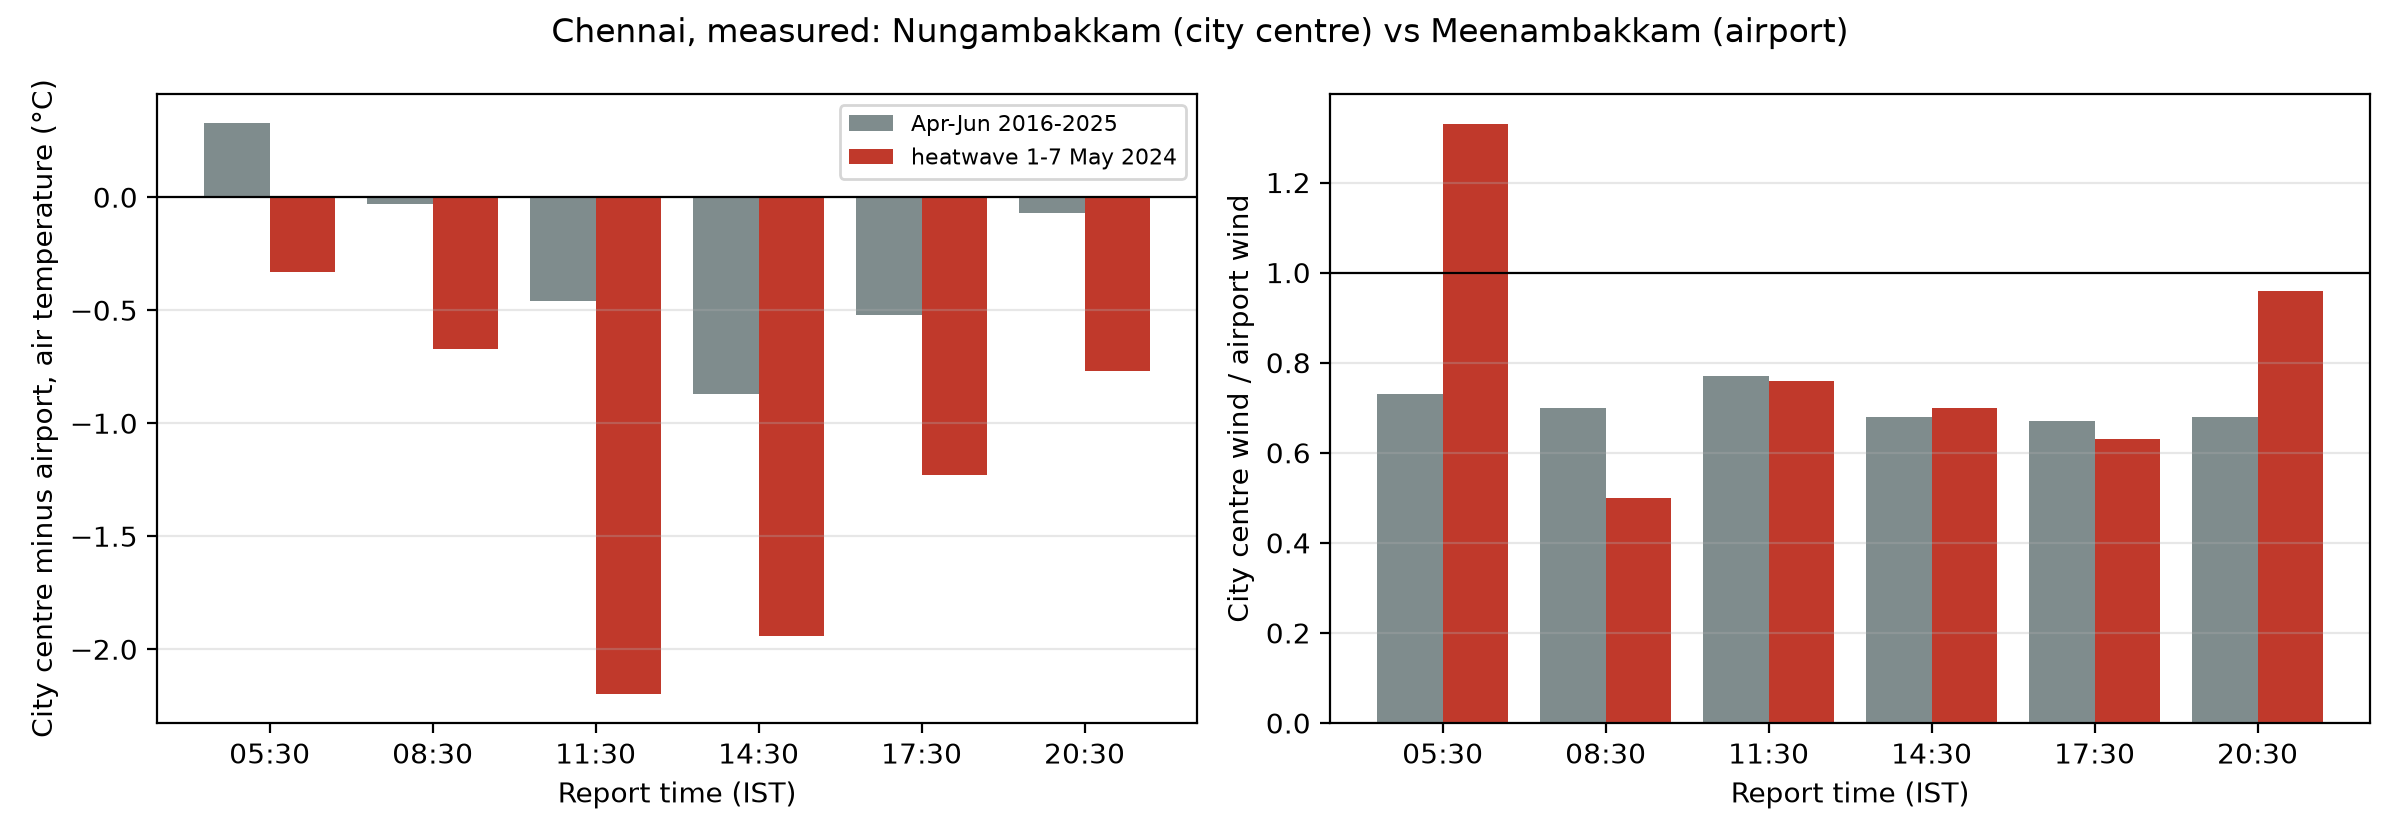 Chennai, measured: Nungambakkam (city centre) vs Meenambakkam (airport)
City centre minus airport, air temperature (°C)
0.0
−0.5
−1.0
−1.5
−2.0
Apr-Jun 2016-2025
heatwave 1-7 May 2024
05:30 08:30 11:30 14:30 17:30 20:30
Report time (IST)
City centre wind / airport wind
1.2
1.0
0.8
0.6
0.4
0.2
0.0
05:30 08:30 11:30 14:30 17:30 20:30
Report time (IST)